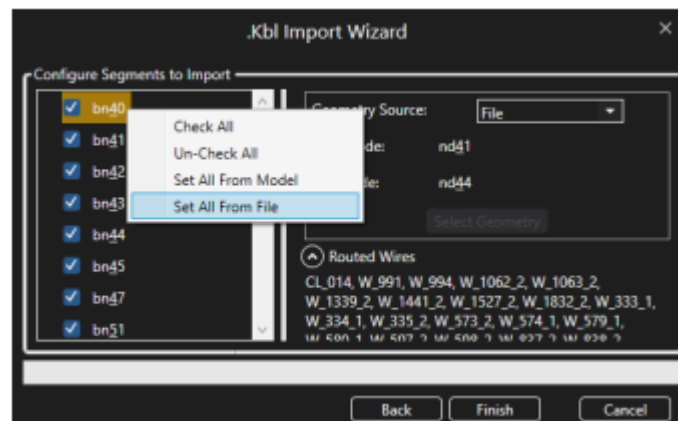 .Kbl Import Wizard
Configure Segments to Import
bn40
bn41
bn42
bn43
bn44
bn45
bn47
bn51
Check All
Un-Check All
Set All From Model
Set All From File
Geometry Source:
File
de:
nd41
le:
nd44
Select Geometry
Routed Wires
CL_014, W_991, W_994, W_1062_2, W_1063_2,
W_1339_2, W_1441_2, W_1527_2, W_1832_2, W_333_1,
W_334_1, W_335_2, W_573_2, W_574_1, W_579_1,
Back
Finish
Cancel